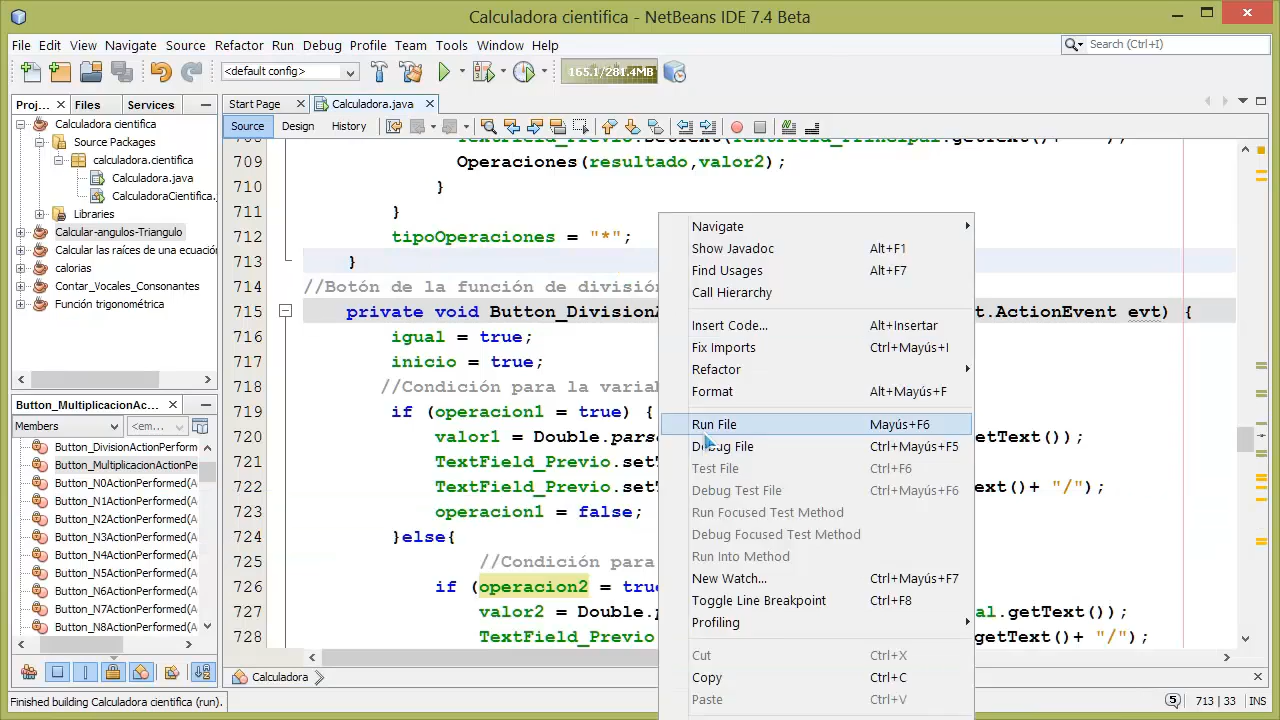 Calculadora cientifica - NetBeans IDE 7.4 Beta
File Edit View Navigate Source Refactor Run Debug Profile Team Tools Window Help
Search (Ctrl+I)
<default config>
165.1/281.4MB
Proj... Files Services
Calculadora cientifica
Source Packages
calculadora.cientifica
Calculadora.java
CalculadoraCientifica.
Libraries
Calcular-angulos-Triangulo
Calcular las raíces de una ecuación
calorias
Contar_Vocales_Consonantes
Función trigonométrica
Button_MultiplicacionAc...
Members
<em...
Button_DivisionActionPerform
Button_MultiplicacionActionPe
Button_N0ActionPerformed(A
Button_N1ActionPerformed(A
Button_N2ActionPerformed(A
Button_N3ActionPerformed(A
Button_N4ActionPerformed(A
Button_N5ActionPerformed(A
Button_N6ActionPerformed(A
Button_N7ActionPerformed(A
Button_N8ActionPerformed(A
Start Page Calculadora.java
Source Design History
709 Operaciones(resultado,valor2);
710 }
711 }
712 tipoOperaciones = "*";
713 }
714 //Botón de la función de división
715 private void Button_DivisionA t.ActionEvent evt) {
716 igual = true;
717 inicio = true;
718 //Condición para la varia
719 if (operacion1 = true) {
720 valor1 = Double.parse getText());
721 TextField_Previo.setT
722 TextField_Previo.setT ext()+ "/");
723 operacion1 = false;
724 }else{
725 //Condición para
726 if (operacion2 = true
727 valor2 = Double.p al.getText());
728 TextField_Previo getText()+ "/");
Navigate
Show Javadoc Alt+F1
Find Usages Alt+F7
Call Hierarchy
Insert Code... Alt+Insertar
Fix Imports Ctrl+Mayús+I
Refactor
Format Alt+Mayús+F
Run File Mayús+F6
Debug File Ctrl+Mayús+F5
Test File Ctrl+F6
Debug Test File Ctrl+Mayús+F6
Run Focused Test Method
Debug Focused Test Method
Run Into Method
New Watch... Ctrl+Mayús+F7
Toggle Line Breakpoint Ctrl+F8
Profiling
Cut Ctrl+X
Copy Ctrl+C
Paste Ctrl+V
Calculadora
Finished building Calculadora cientifica (run).
713 | 33 INS